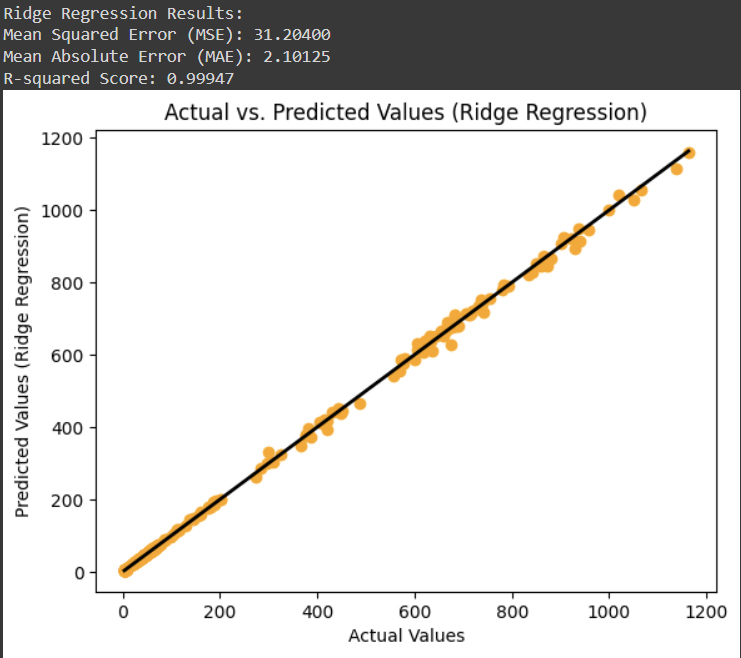 Ridge Regression Results:
Mean Squared Error (MSE): 31.20400
Mean Absolute Error (MAE): 2.10125
R-squared Score: 0.99947
Actual vs. Predicted Values (Ridge Regression)
1200
1000
800
600
400
200
0
Predicted Values (Ridge Regression)
0 200 400 600 800 1000 1200
Actual Values